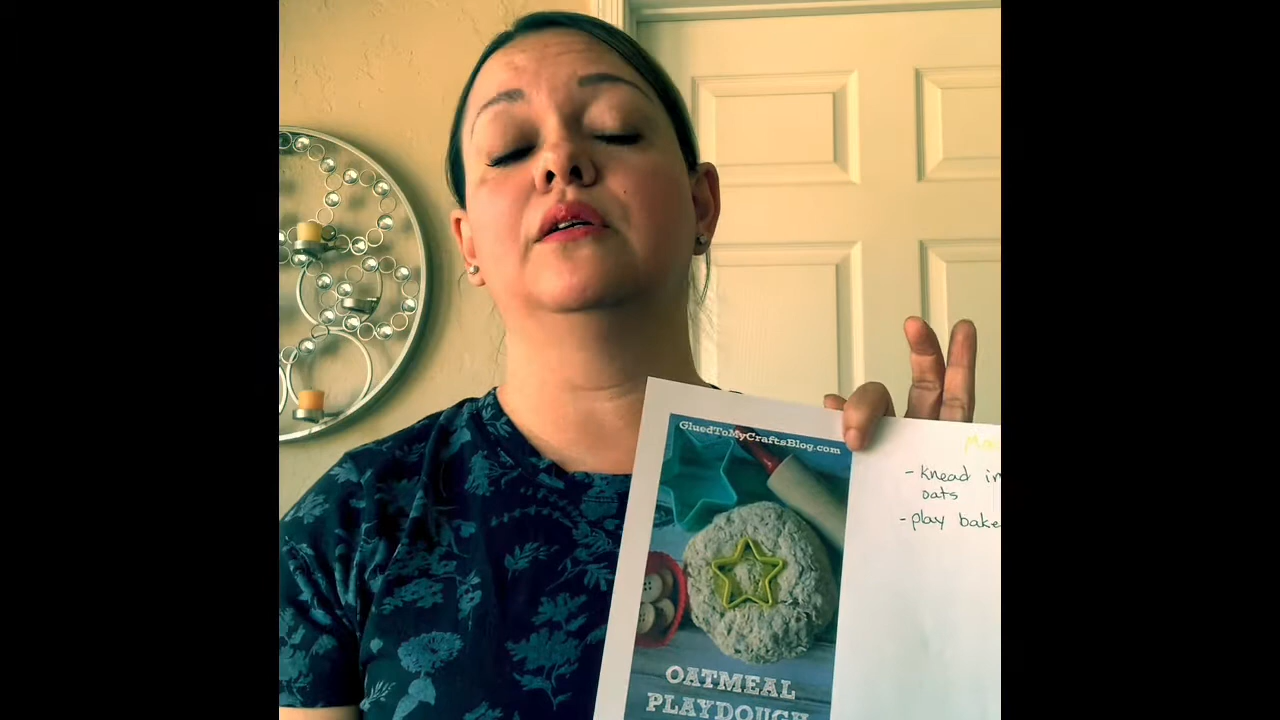 GluedToMyCraftsBlog.com
OATMEAL
PLAYDOUGH
- Knead in
oats
- play bake